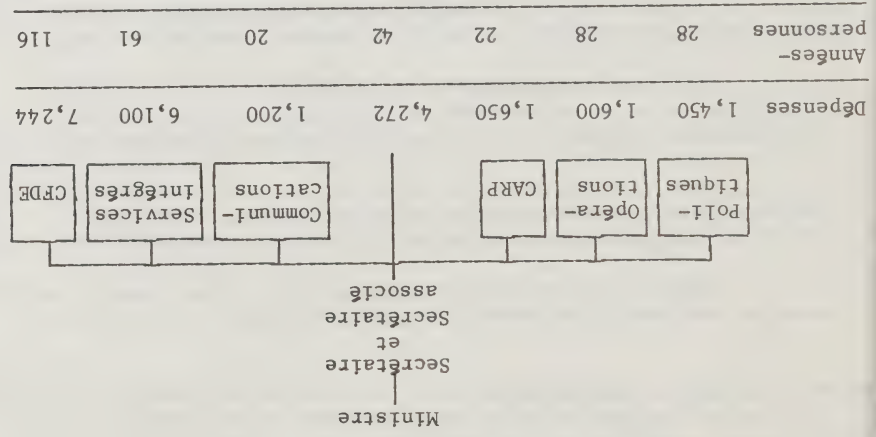 Ministre
Secrétaire
et
Secrétaire
associé
Poli- Opéra- CARP Communi- Services CFDE
tiques tions cations intégrés
Dépenses 1,450 1,600 1,650 4,272 1,200 6,100 7,244
Années-
personnes 28 28 22 42 20 61 116